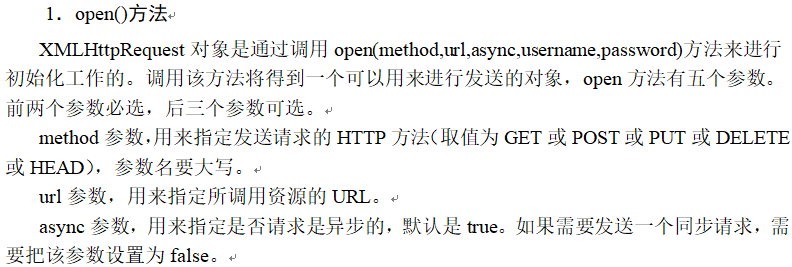 1．open()方法
XMLHttpRequest 对象是通过调用 open(method,url,async,username,password)方法来进行
初始化工作的。调用该方法将得到一个可以用来进行发送的对象，open 方法有五个参数。
前两个参数必选，后三个参数可选。
method 参数，用来指定发送请求的 HTTP 方法（取值为 GET 或 POST 或 PUT 或 DELETE
或 HEAD），参数名要大写。
url 参数，用来指定所调用资源的 URL。
async 参数，用来指定是否请求是异步的，默认是 true。如果需要发送一个同步请求，需
要把该参数设置为 false。